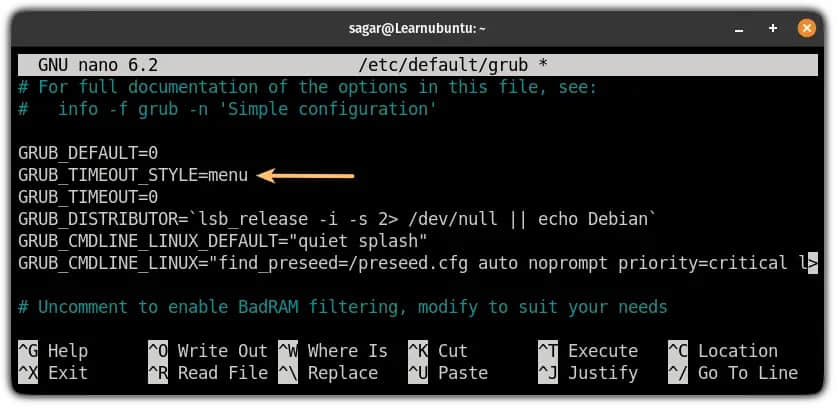 sagar@Learnubuntu: ~
GNU nano 6.2 /etc/default/grub *
# For full documentation of the options in this file, see:
#   info -f grub -n 'Simple configuration'
GRUB_DEFAULT=0
GRUB_TIMEOUT_STYLE=menu
GRUB_TIMEOUT=0
GRUB_DISTRIBUTOR=`lsb_release -i -s 2> /dev/null || echo Debian`
GRUB_CMDLINE_LINUX_DEFAULT="quiet splash"
GRUB_CMDLINE_LINUX="find_preseed=/preseed.cfg auto noprompt priority=critical l>
# Uncomment to enable BadRAM filtering, modify to suit your needs
^G Help ^O Write Out ^W Where Is ^K Cut ^T Execute ^C Location
^X Exit ^R Read File ^\ Replace ^U Paste ^J Justify ^/ Go To Line